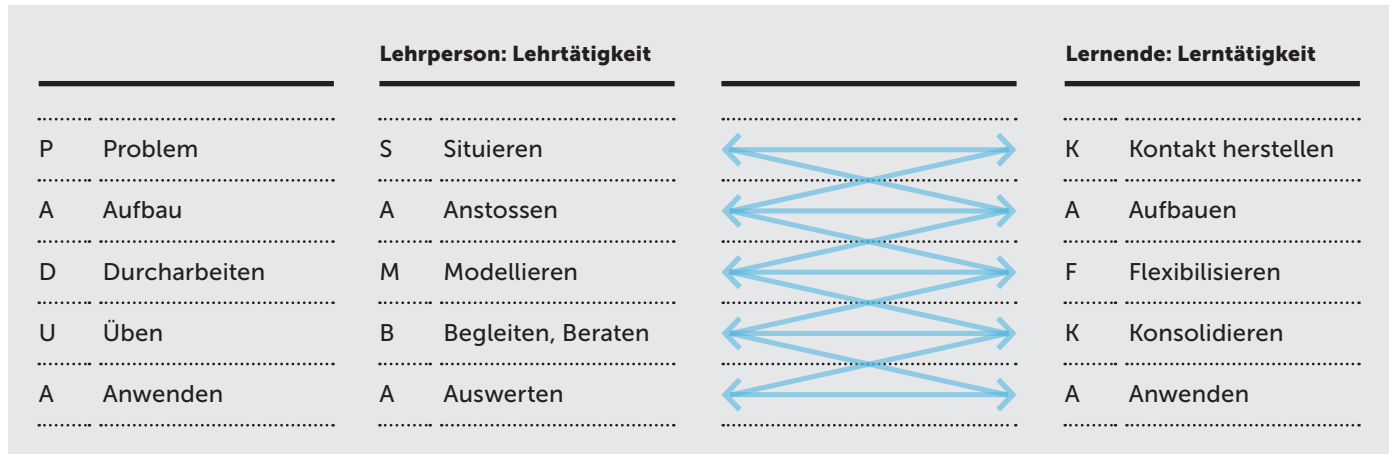 Lehrperson: Lehrtätigkeit Lernende: Lerntätigkeit
P Problem S Situieren K Kontakt herstellen
A Aufbau A Anstossen A Aufbauen
D Durcharbeiten M Modellieren F Flexibilisieren
U Üben B Begleiten, Beraten K Konsolidieren
A Anwenden A Auswerten A Anwenden